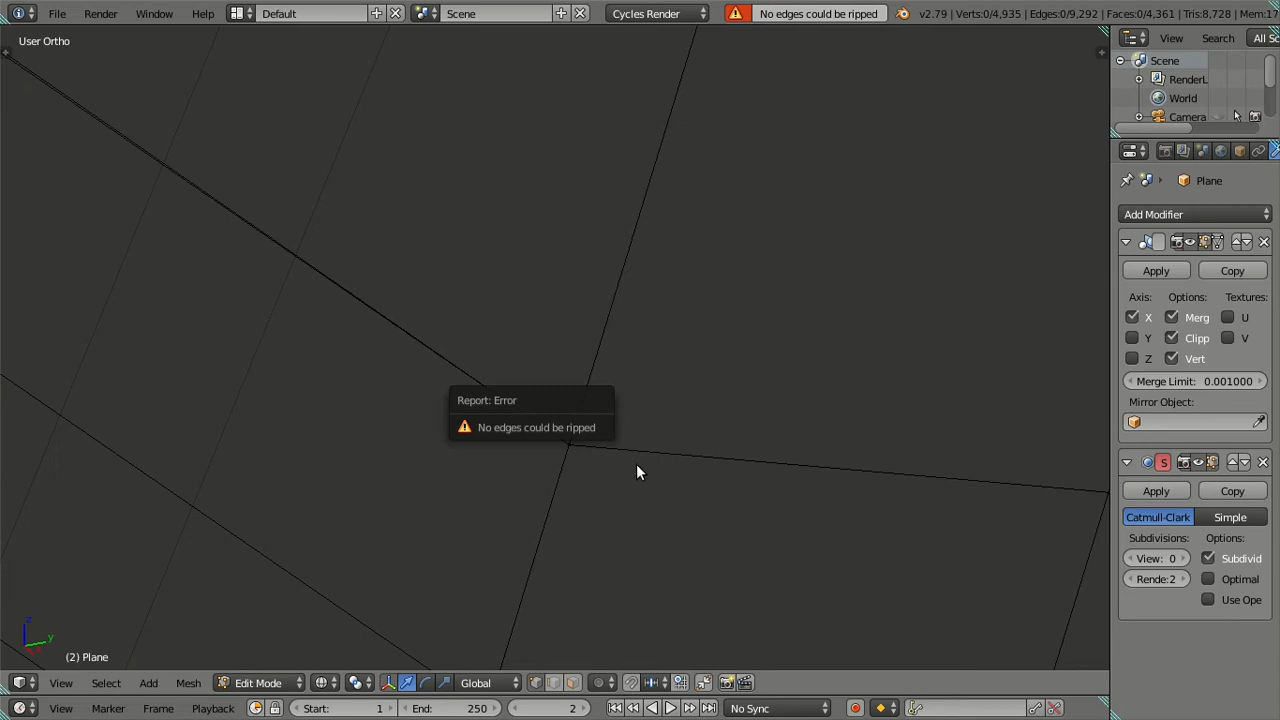 File Render Window Help Default Scene Cycles Render No edges could be ripped v2.79 | Verts:0/4,935 | Edges:0/9,292 | Faces:0/4,361 | Tris:8,728 | Mem:17
User Ortho
View Search All Sc
Scene
RenderL
World
Camera
Plane
Add Modifier
Apply Copy
Axis: Options: Textures:
X Merg U
Y Clipp V
Z Vert
Merge Limit: 0.001000
Mirror Object:
Report: Error
No edges could be ripped
S
Apply Copy
Catmull-Clark Simple
Subdivisions: Options:
View: 0 Subdivid
Rende:2 Optimal
Use Ope
z
y
(2) Plane
View Select Add Mesh Edit Mode Global
View Marker Frame Playback Start: 1 End: 250 2 No Sync